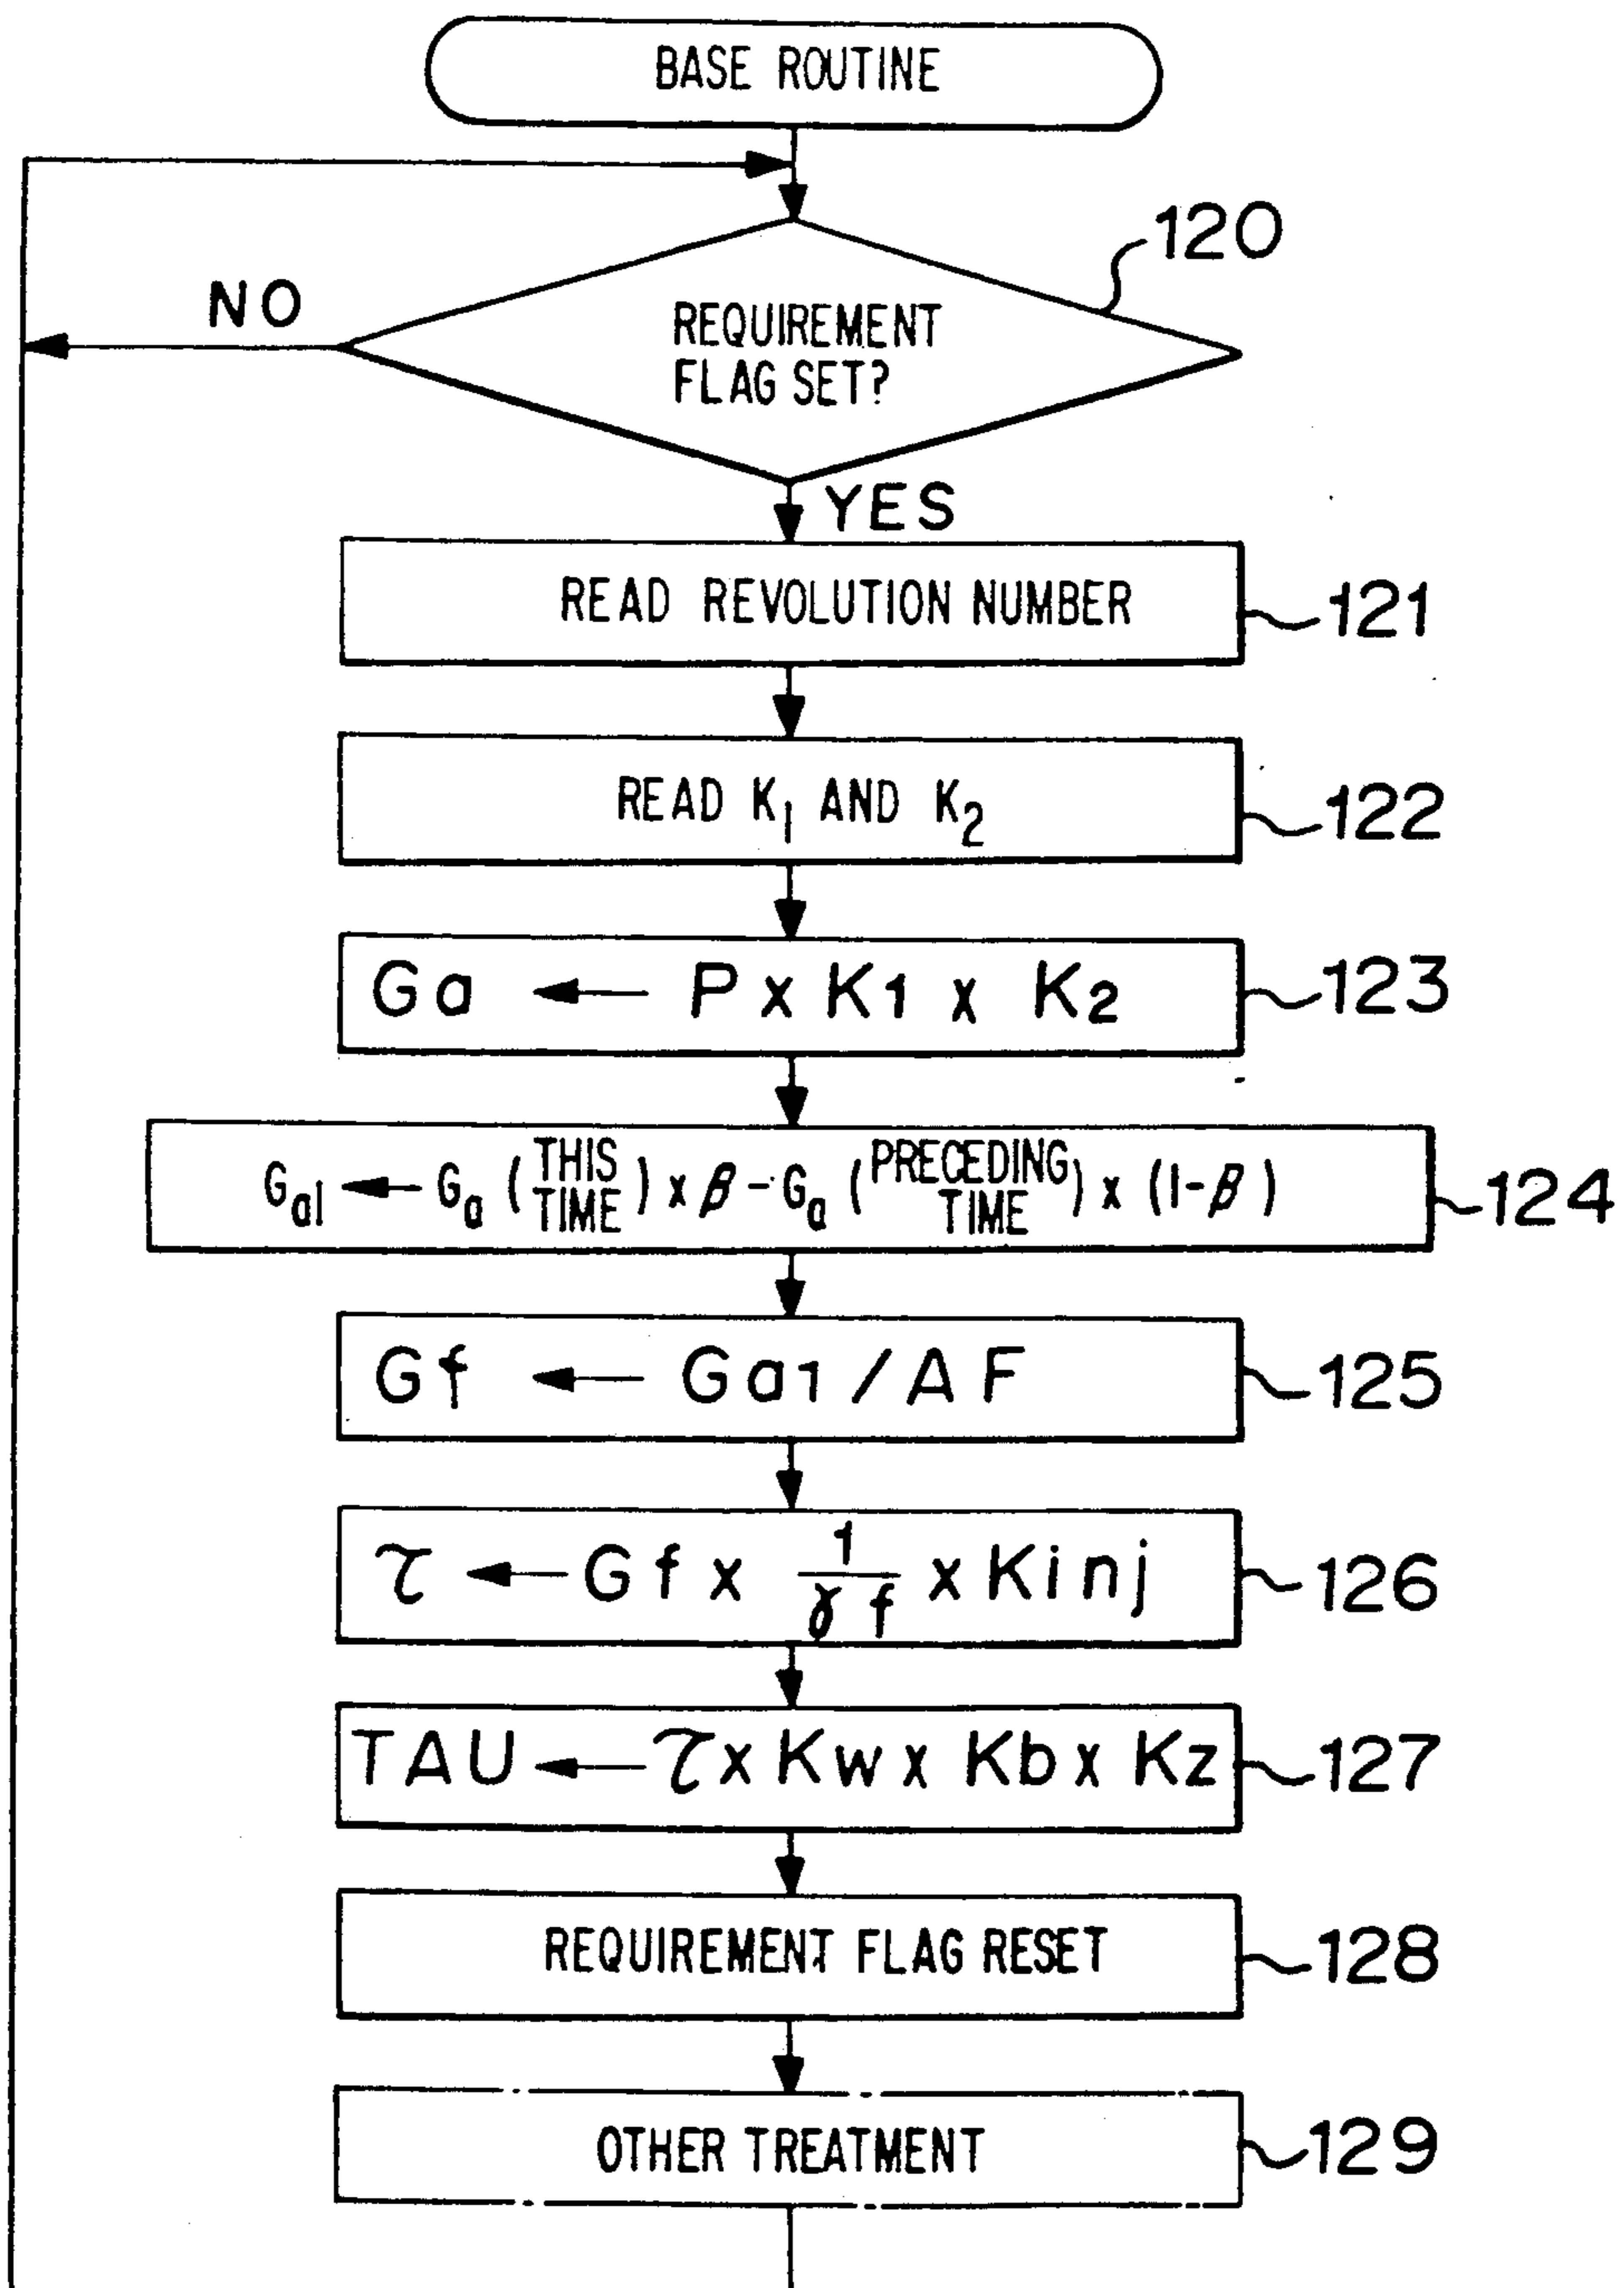 BASE ROUTINE
120
NO
REQUIREMENT
FLAG SET?
YES
READ REVOLUTION NUMBER
121
READ K₁ AND K₂
122
Ga ← P x K1 x K2
123
Ga1 ← Ga (THIS TIME) x β - Ga (PRECEDING TIME) x (1-β)
124
Gf ← Ga1 / AF
125
τ ← Gf x 1/γf x Kinj
126
TAU ← τ x Kw x Kb x Kz
127
REQUIREMENT FLAG RESET
128
OTHER TREATMENT
129